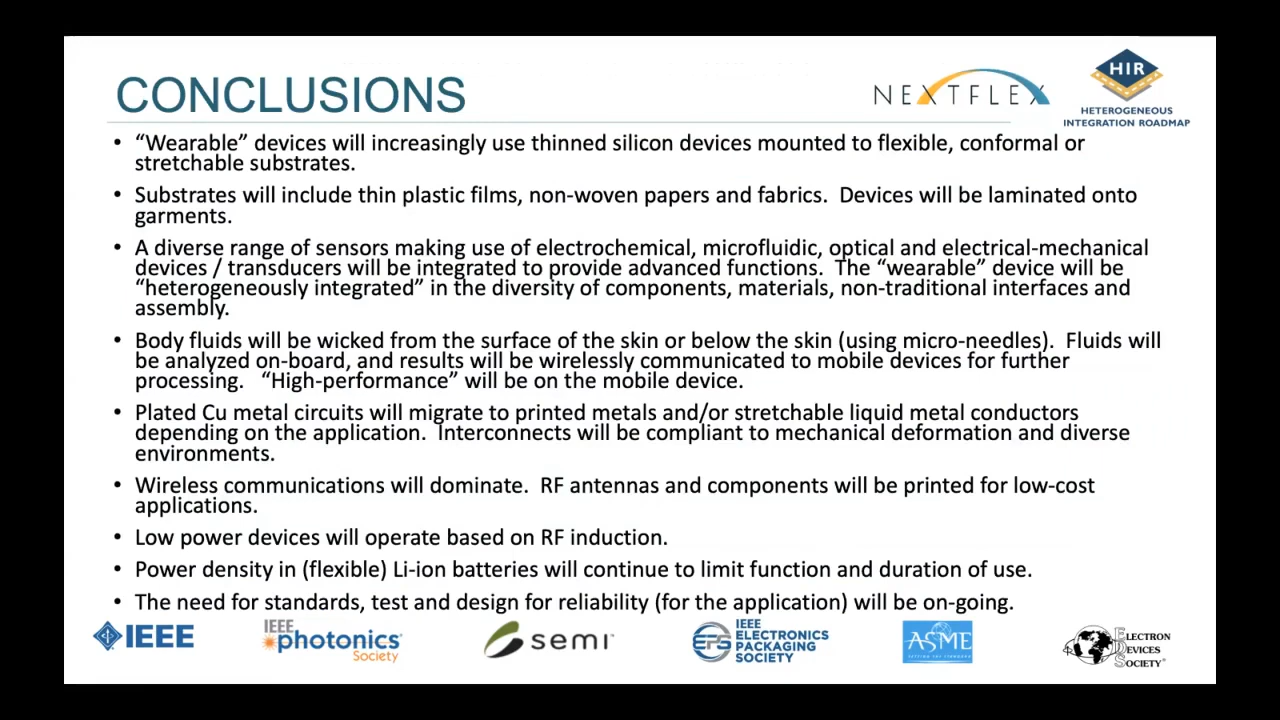 CONCLUSIONS
NEXTFLEX
HIR
HETEROGENEOUS
INTEGRATION ROADMAP
• “Wearable” devices will increasingly use thinned silicon devices mounted to flexible, conformal or
stretchable substrates.
• Substrates will include thin plastic films, non-woven papers and fabrics.  Devices will be laminated onto
garments.
• A diverse range of sensors making use of electrochemical, microfluidic, optical and electrical-mechanical
devices / transducers will be integrated to provide advanced functions.  The “wearable” device will be
“heterogeneously integrated” in the diversity of components, materials, non-traditional interfaces and
assembly.
• Body fluids will be wicked from the surface of the skin or below the skin (using micro-needles).  Fluids will
be analyzed on-board, and results will be wirelessly communicated to mobile devices for further
processing.   “High-performance” will be on the mobile device.
• Plated Cu metal circuits will migrate to printed metals and/or stretchable liquid metal conductors
depending on the application.  Interconnects will be compliant to mechanical deformation and diverse
environments.
• Wireless communications will dominate.  RF antennas and components will be printed for low-cost
applications.
• Low power devices will operate based on RF induction.
• Power density in (flexible) Li-ion batteries will continue to limit function and duration of use.
• The need for standards, test and design for reliability (for the application) will be on-going.
IEEE
IEEE
photonics
Society
semi
EPS
IEEE
ELECTRONICS
PACKAGING
SOCIETY
ASME
ELECTRON
DEVICES
SOCIETY®